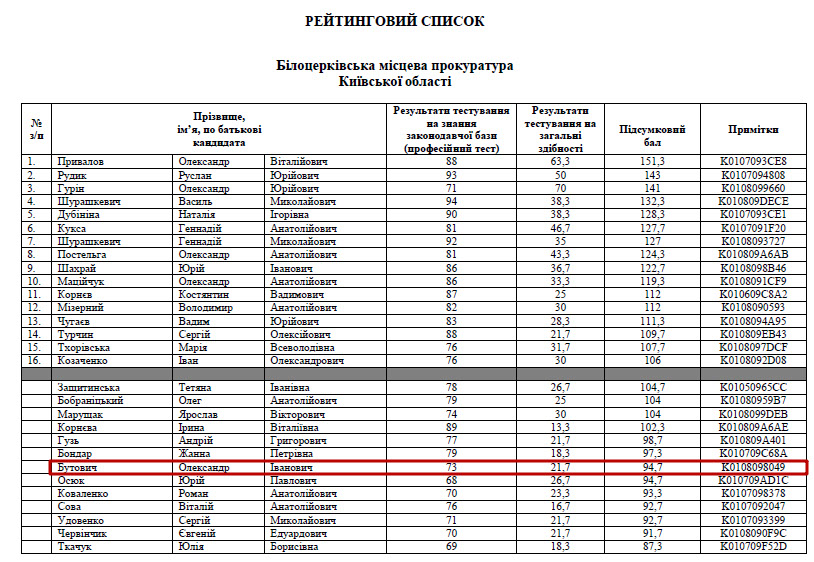 РЕЙТИНГОВИЙ СПИСОК
Білоцерківська місцева прокуратура
Київської області
№ з/п Прізвище, ім’я, по батькові кандидата Результати тестування на знання законодавчої бази (професійний тест) Результати тестування на загальні здібності Підсумковий бал Примітки
1. Привалов Олександр Віталійович 88 63,3 151,3 K0107093CE8
2. Рудик Руслан Юрійович 93 50 143 K0107094808
3. Гурін Олександр Юрійович 71 70 141 K0108099660
4. Шурашкевич Василь Миколайович 94 38,3 132,3 K010809DECE
5. Дубініна Наталія Ігорівна 90 38,3 128,3 K0107093CE1
6. Кукса Геннадій Анатолійович 81 46,7 127,7 K0107091F20
7. Шурашкевич Геннадій Миколайович 92 35 127 K0108093727
8. Постельга Олександр Анатолійович 81 43,3 124,3 K010809A6AB
9. Шахрай Юрій Іванович 86 36,7 122,7 K0108098B46
10. Маційчук Олександр Анатолійович 86 33,3 119,3 K0108091CF9
11. Корнєв Костянтин Вадимович 87 25 112 K010609C8A2
12. Мізерний Володимир Анатолійович 82 30 112 K0108090593
13. Чугаєв Вадим Юрійович 83 28,3 111,3 K0108094A95
14. Турчин Сергій Олексійович 88 21,7 109,7 K010809EB43
15. Тхорівська Марія Всеволодівна 76 31,7 107,7 K0108097DCF
16. Козаченко Іван Олександрович 76 30 106 K0108092D08
Защитинська Тетяна Іванівна 78 26,7 104,7 K01050965CC
Бобраніцький Олег Анатолійович 79 25 104 K01080959B7
Марущак Ярослав Вікторович 74 30 104 K0108099DEB
Корнєва Ірина Віталіївна 89 13,3 102,3 K010809A6AE
Гузь Андрій Григорович 77 21,7 98,7 K010809A401
Бондар Жанна Петрівна 79 18,3 97,3 K010709C68A
Бутович Олександр Іванович 73 21,7 94,7 K0108098049
Осюк Юрій Павлович 68 26,7 94,7 K010709AD1C
Коваленко Роман Анатолійович 70 23,3 93,3 K0107098378
Сова Віталій Анатолійович 76 16,7 92,7 K0107092047
Удовенко Сергій Миколайович 71 21,7 92,7 K0107093399
Червінчик Євгеній Едуардович 70 21,7 91,7 K0108090F9C
Ткачук Юлія Борисівна 69 18,3 87,3 K010709F52D